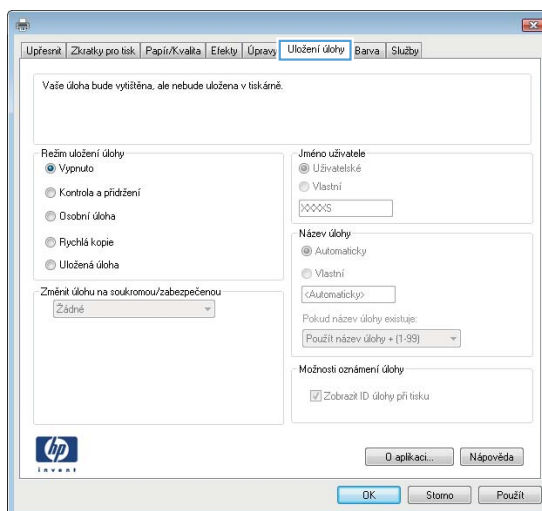 Upřesnit Zkratky pro tisk Papír/Kvalita Efekty Úpravy Uložení úlohy Barva Služby
Vaše úloha bude vytištěna, ale nebude uložena v tiskárně.
Režim uložení úlohy
Vypnuto
Kontrola a přidržení
Osobní úloha
Rychlá kopie
Uložená úloha
Změnit úlohu na soukromou/zabezpečenou
Žádné
Jméno uživatele
Uživatelské
Vlastní
XXXXS
Název úlohy
Automaticky
Vlastní
<Automaticky>
Pokud název úlohy existuje:
Použít název úlohy + (1-99)
Možnosti oznámení úlohy
Zobrazit ID úlohy při tisku
hp
invent
O aplikaci... Nápověda
OK Storno Použít